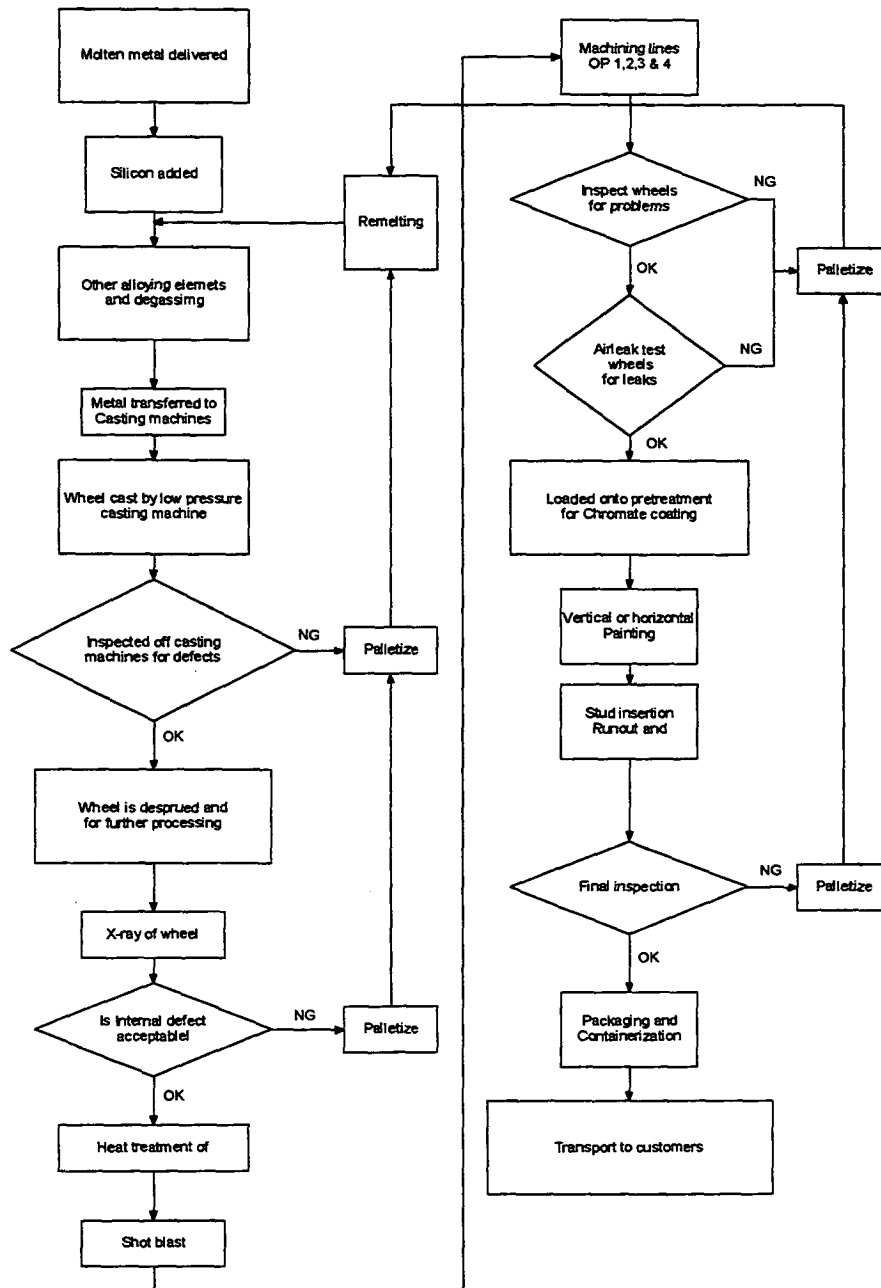 Molten metal delivered
Silicon added
Remelting
Other alloying elemets
and degassimg
Metal transferred to
Casting machines
Wheel cast by low pressure
casting machine
Inspected off casting
machines for defects
NG
Palletize
OK
Wheel is desprued and
for further processing
X-ray of wheel
Is Internal defect
acceptable!
NG
Palletize
OK
Heat treatment of
Shot blast
Machining lines
OP 1,2,3 & 4
Inspect wheels
for problems
NG
Palletize
OK
Airleak test
wheels
for leaks
NG
OK
Loaded onto pretreatment
for Chromate coating
Vertical or horizontal
Painting
Stud insertion
Runout and
Final inspection
NG
Palletize
OK
Packaging and
Containerization
Transport to customers